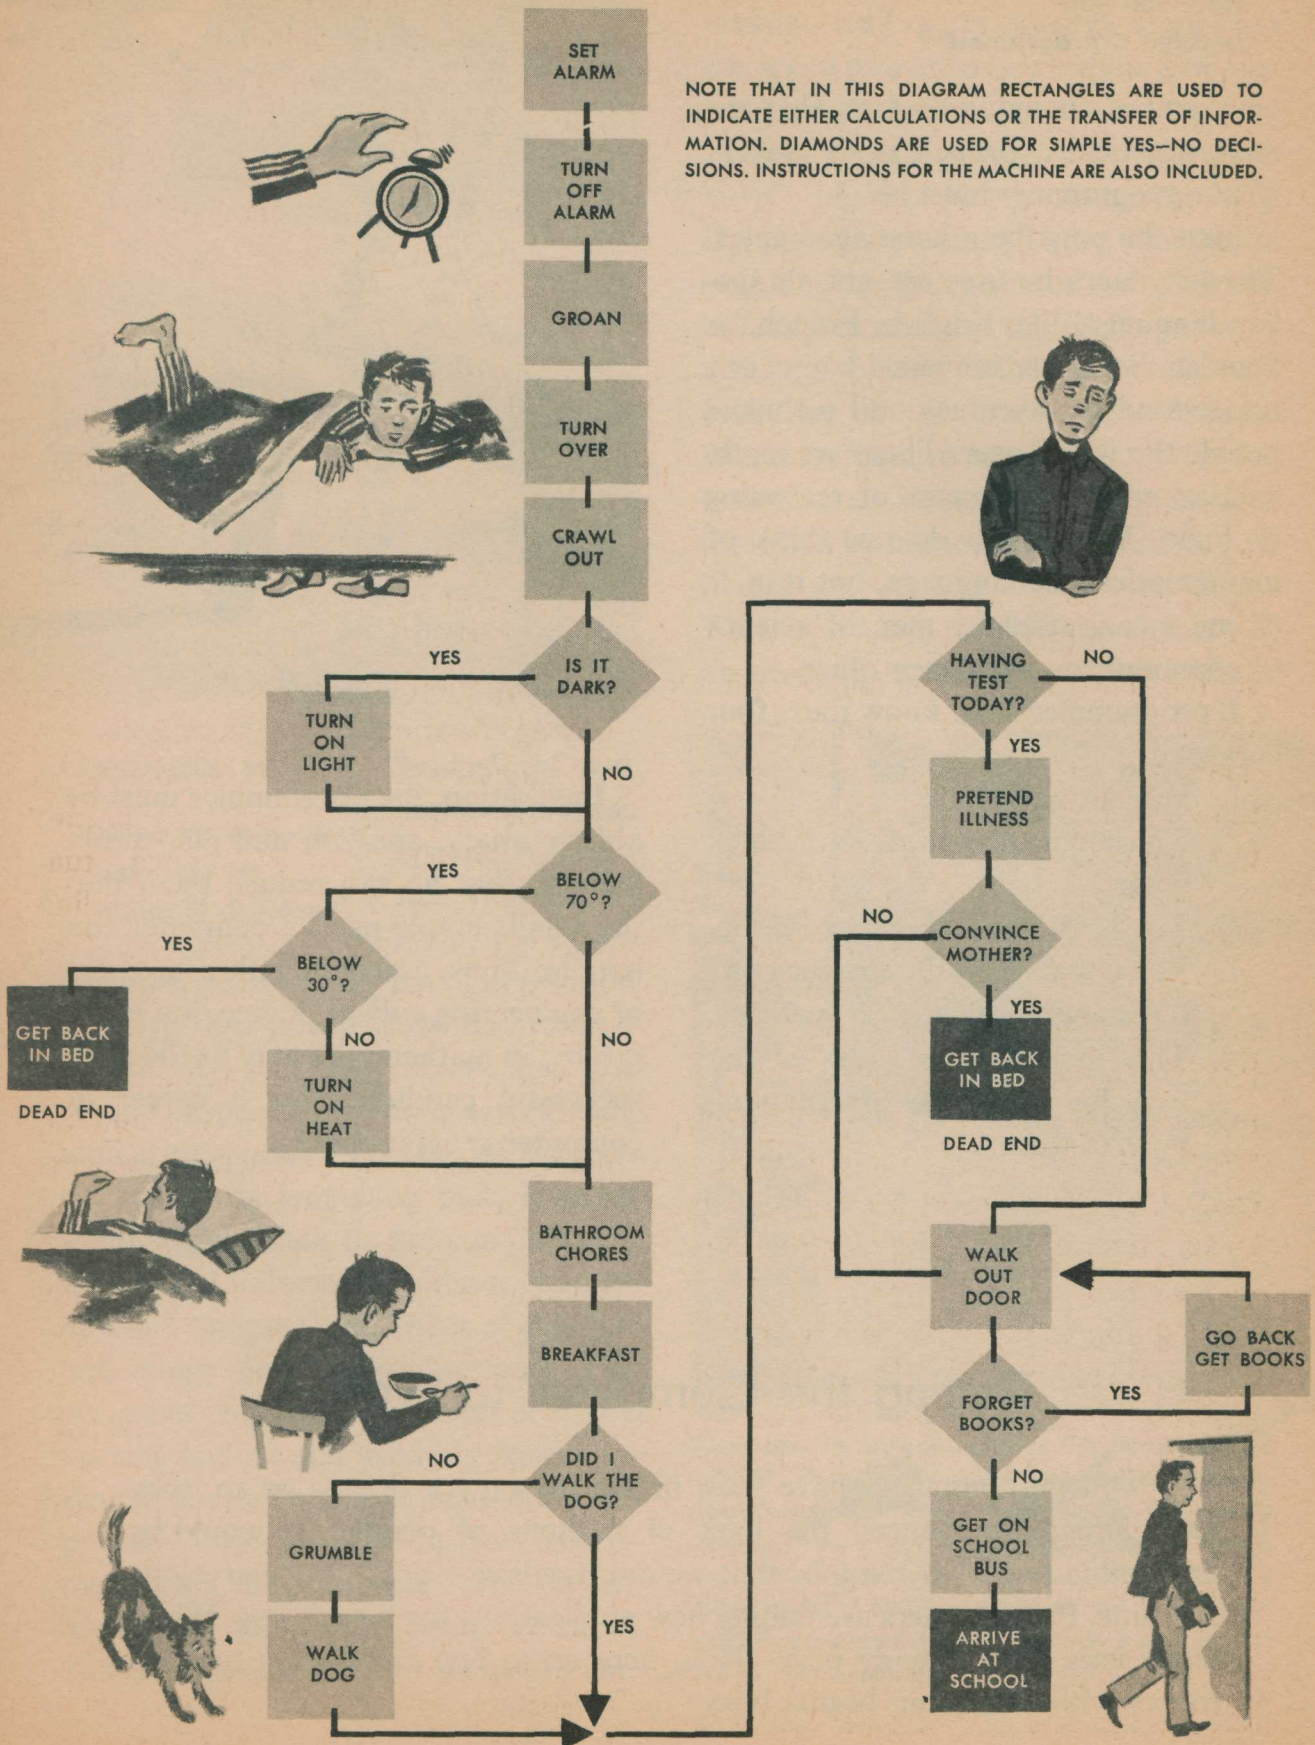 SET
ALARM
NOTE THAT IN THIS DIAGRAM RECTANGLES ARE USED TO
INDICATE EITHER CALCULATIONS OR THE TRANSFER OF INFOR-
MATION. DIAMONDS ARE USED FOR SIMPLE YES—NO DECI-
SIONS. INSTRUCTIONS FOR THE MACHINE ARE ALSO INCLUDED.
TURN
OFF
ALARM
GROAN
TURN
OVER
CRAWL
OUT
IS IT
DARK?
YES
TURN
ON
LIGHT
NO
BELOW
70°?
YES
BELOW
30°?
YES
GET BACK
IN BED
DEAD END
NO
TURN
ON
HEAT
NO
BATHROOM
CHORES
BREAKFAST
DID I
WALK THE
DOG?
NO
GRUMBLE
WALK
DOG
YES
HAVING
TEST
TODAY?
NO
YES
PRETEND
ILLNESS
CONVINCE
MOTHER?
NO
YES
GET BACK
IN BED
DEAD END
WALK
OUT
DOOR
FORGET
BOOKS?
YES
GO BACK
GET BOOKS
NO
GET ON
SCHOOL
BUS
ARRIVE
AT
SCHOOL